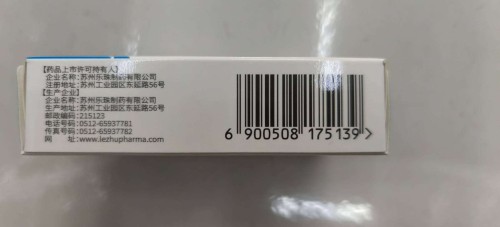 【药品上市许可持有人】
企业名称:苏州乐珠制药有限公司
注册地址:苏州工业园区东延路56号
【生产企业】
企业名称:苏州乐珠制药有限公司
生产地址:苏州工业园区东延路56号
邮政编码:215123
电话号码:0512-65937781
传真号码:0512-65937782
网 址:www.lezhupharma.com
6 900508 175139 >